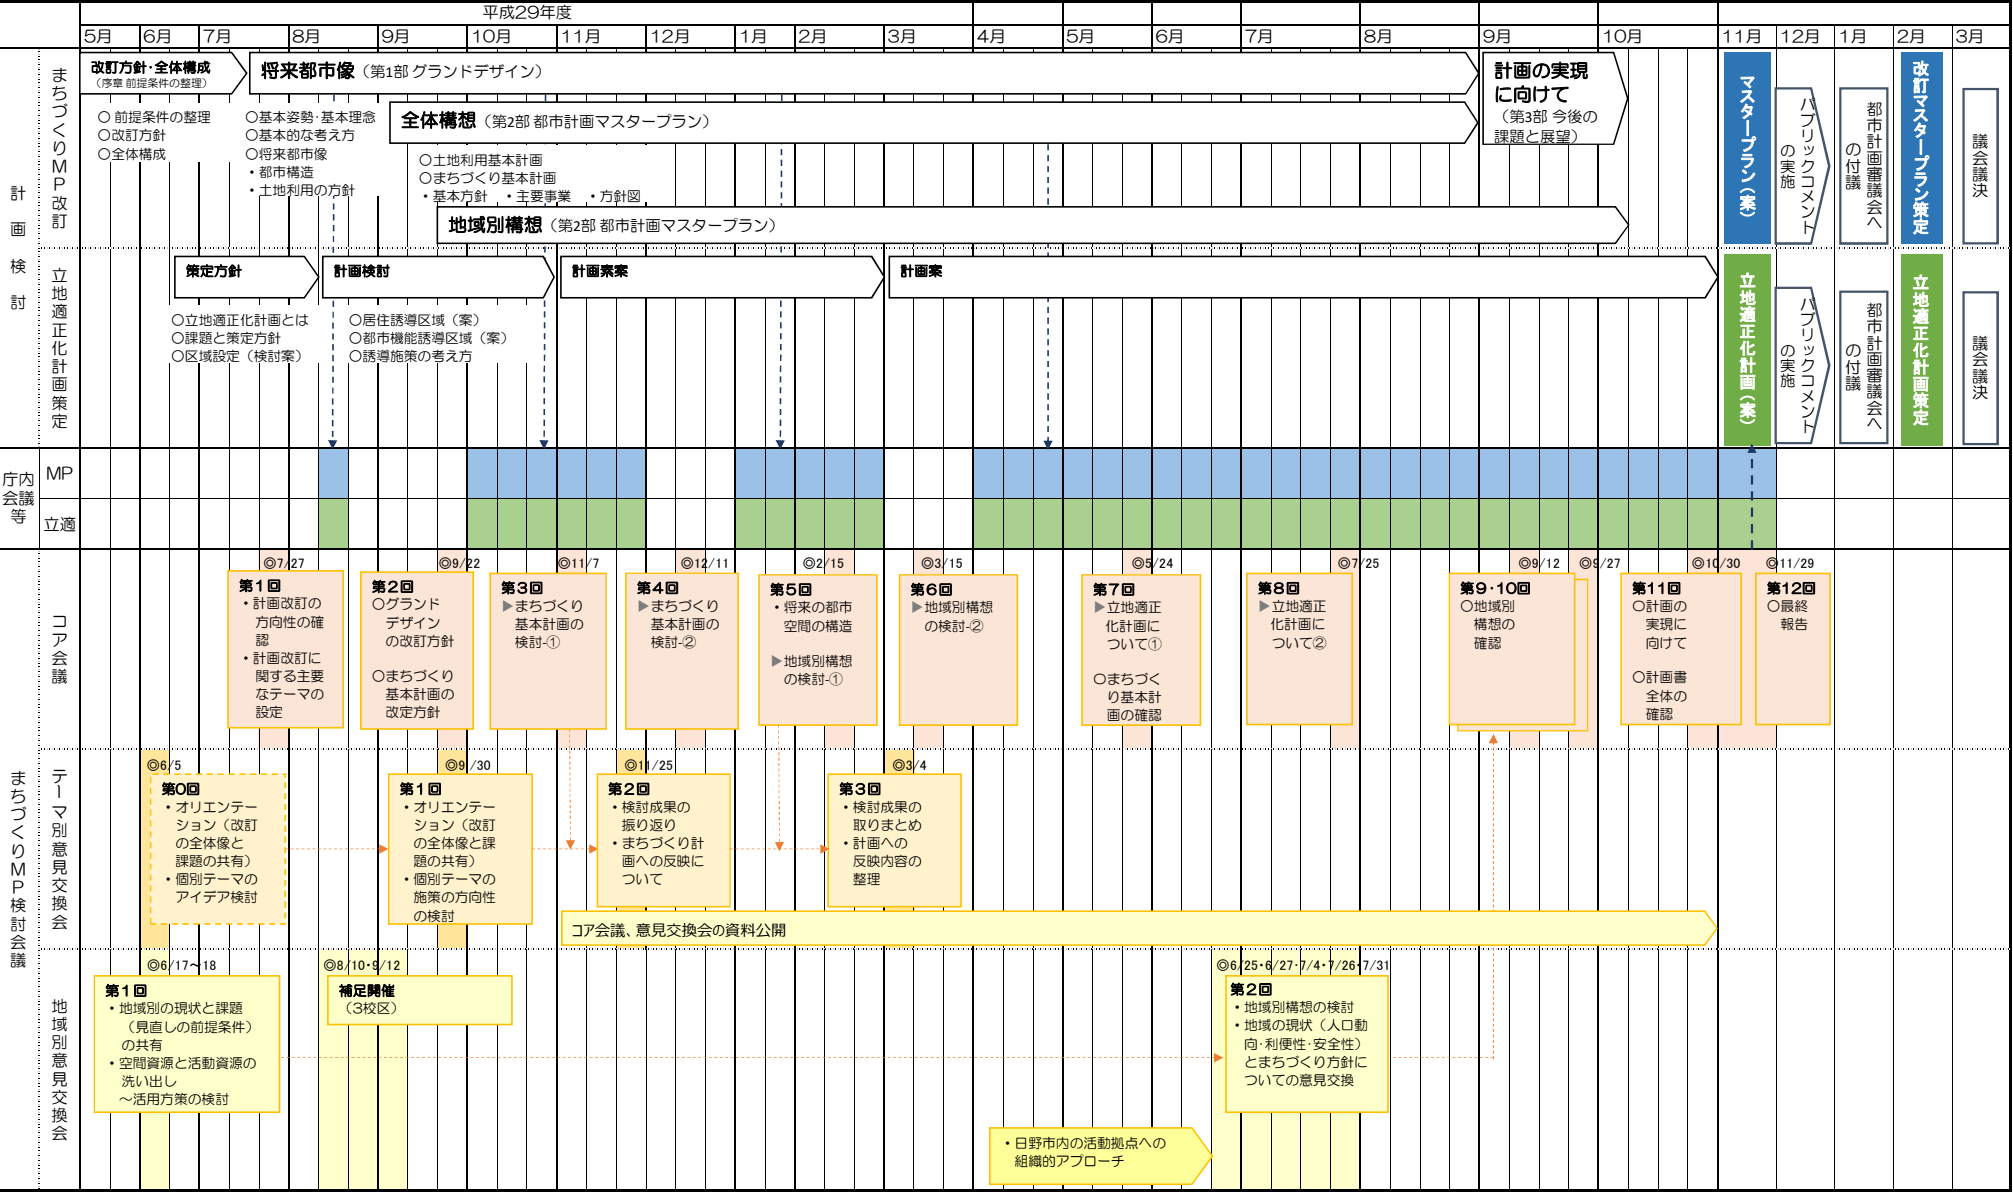 平成29年度
5月 6月 7月 8月 9月 10月 11月 12月 1月 2月 3月 4月 5月 6月 7月 8月 9月 10月 11月 12月 1月 2月 3月
計画検討
まちづくりMP改訂
改訂方針・全体構成
（序章 前提条件の整理）
○ 前提条件の整理
○改訂方針
○全体構成
将来都市像（第1部 グランドデザイン）
○基本姿勢・基本理念
○基本的な考え方
○将来都市像
・都市構造
・土地利用の方針
全体構想（第2部 都市計画マスタープラン）
○土地利用基本計画
○まちづくり基本計画
・基本方針　・主要事業　・方針図
地域別構想（第2部 都市計画マスタープラン）
計画の実現
に向けて
（第3部 今後の
課題と展望）
マスタープラン（案）
パブリックコメント
の実施
都市計画審議会へ
の付議
改訂マスタープラン策定
議会議決
立地適正化計画策定
策定方針
○立地適正化計画とは
○課題と策定方針
○区域設定（検討案）
計画検討
○居住誘導区域（案）
○都市機能誘導区域（案）
○誘導施策の考え方
計画素案
計画案
立地適正化計画（案）
パブリックコメント
の実施
都市計画審議会へ
の付議
立地適正化計画策定
議会議決
庁内
会議
等
MP
立適
まちづくりMP検討会議
コア会議
◎7/27
第1回
・計画改訂の
方向性の確
認
・計画改訂に
関する主要
なテーマの
設定
◎9/22
第2回
○グランド
デザイン
の改訂方針
○まちづくり
基本計画の
改定方針
◎11/7
第3回
▶まちづくり
基本計画の
検討-①
◎12/11
第4回
▶まちづくり
基本計画の
検討-②
◎2/15
第5回
・将来の都市
空間の構造
▶地域別構想
の検討-①
◎3/15
第6回
▶地域別構想
の検討-②
◎5/24
第7回
▶立地適正
化計画に
ついて①
○まちづく
り基本計
画の確認
◎7/25
第8回
▶立地適正
化計画に
ついて②
◎9/12 ◎9/27
第9・10回
○地域別
構想の
確認
◎10/30
第11回
○計画の
実現に
向けて
○計画書
全体の
確認
◎11/29
第12回
○最終
報告
テーマ別意見交換会
◎6/5
第0回
・オリエンテー
ション（改訂
の全体像と
課題の共有）
・個別テーマの
アイデア検討
◎9/30
第1回
・オリエンテー
ション（改訂
の全体像と課
題の共有）
・個別テーマの
施策の方向性
の検討
◎11/25
第2回
・検討成果の
振り返り
・まちづくり計
画への反映に
ついて
◎3/4
第3回
・検討成果の
取りまとめ
・計画への
反映内容の
整理
コア会議、意見交換会の資料公開
地域別意見交換会
◎6/17～18
第1回
・地域別の現状と課題
（見直しの前提条件）
の共有
・空間資源と活動資源の
洗い出し
～活用方策の検討
◎8/10・9/12
補足開催
（3校区）
◎6/25・6/27・7/4・7/26・7/31
第2回
・地域別構想の検討
・地域の現状（人口動
向・利便性・安全性）
とまちづくり方針に
ついての意見交換
・日野市内の活動拠点への
組織的アプローチ